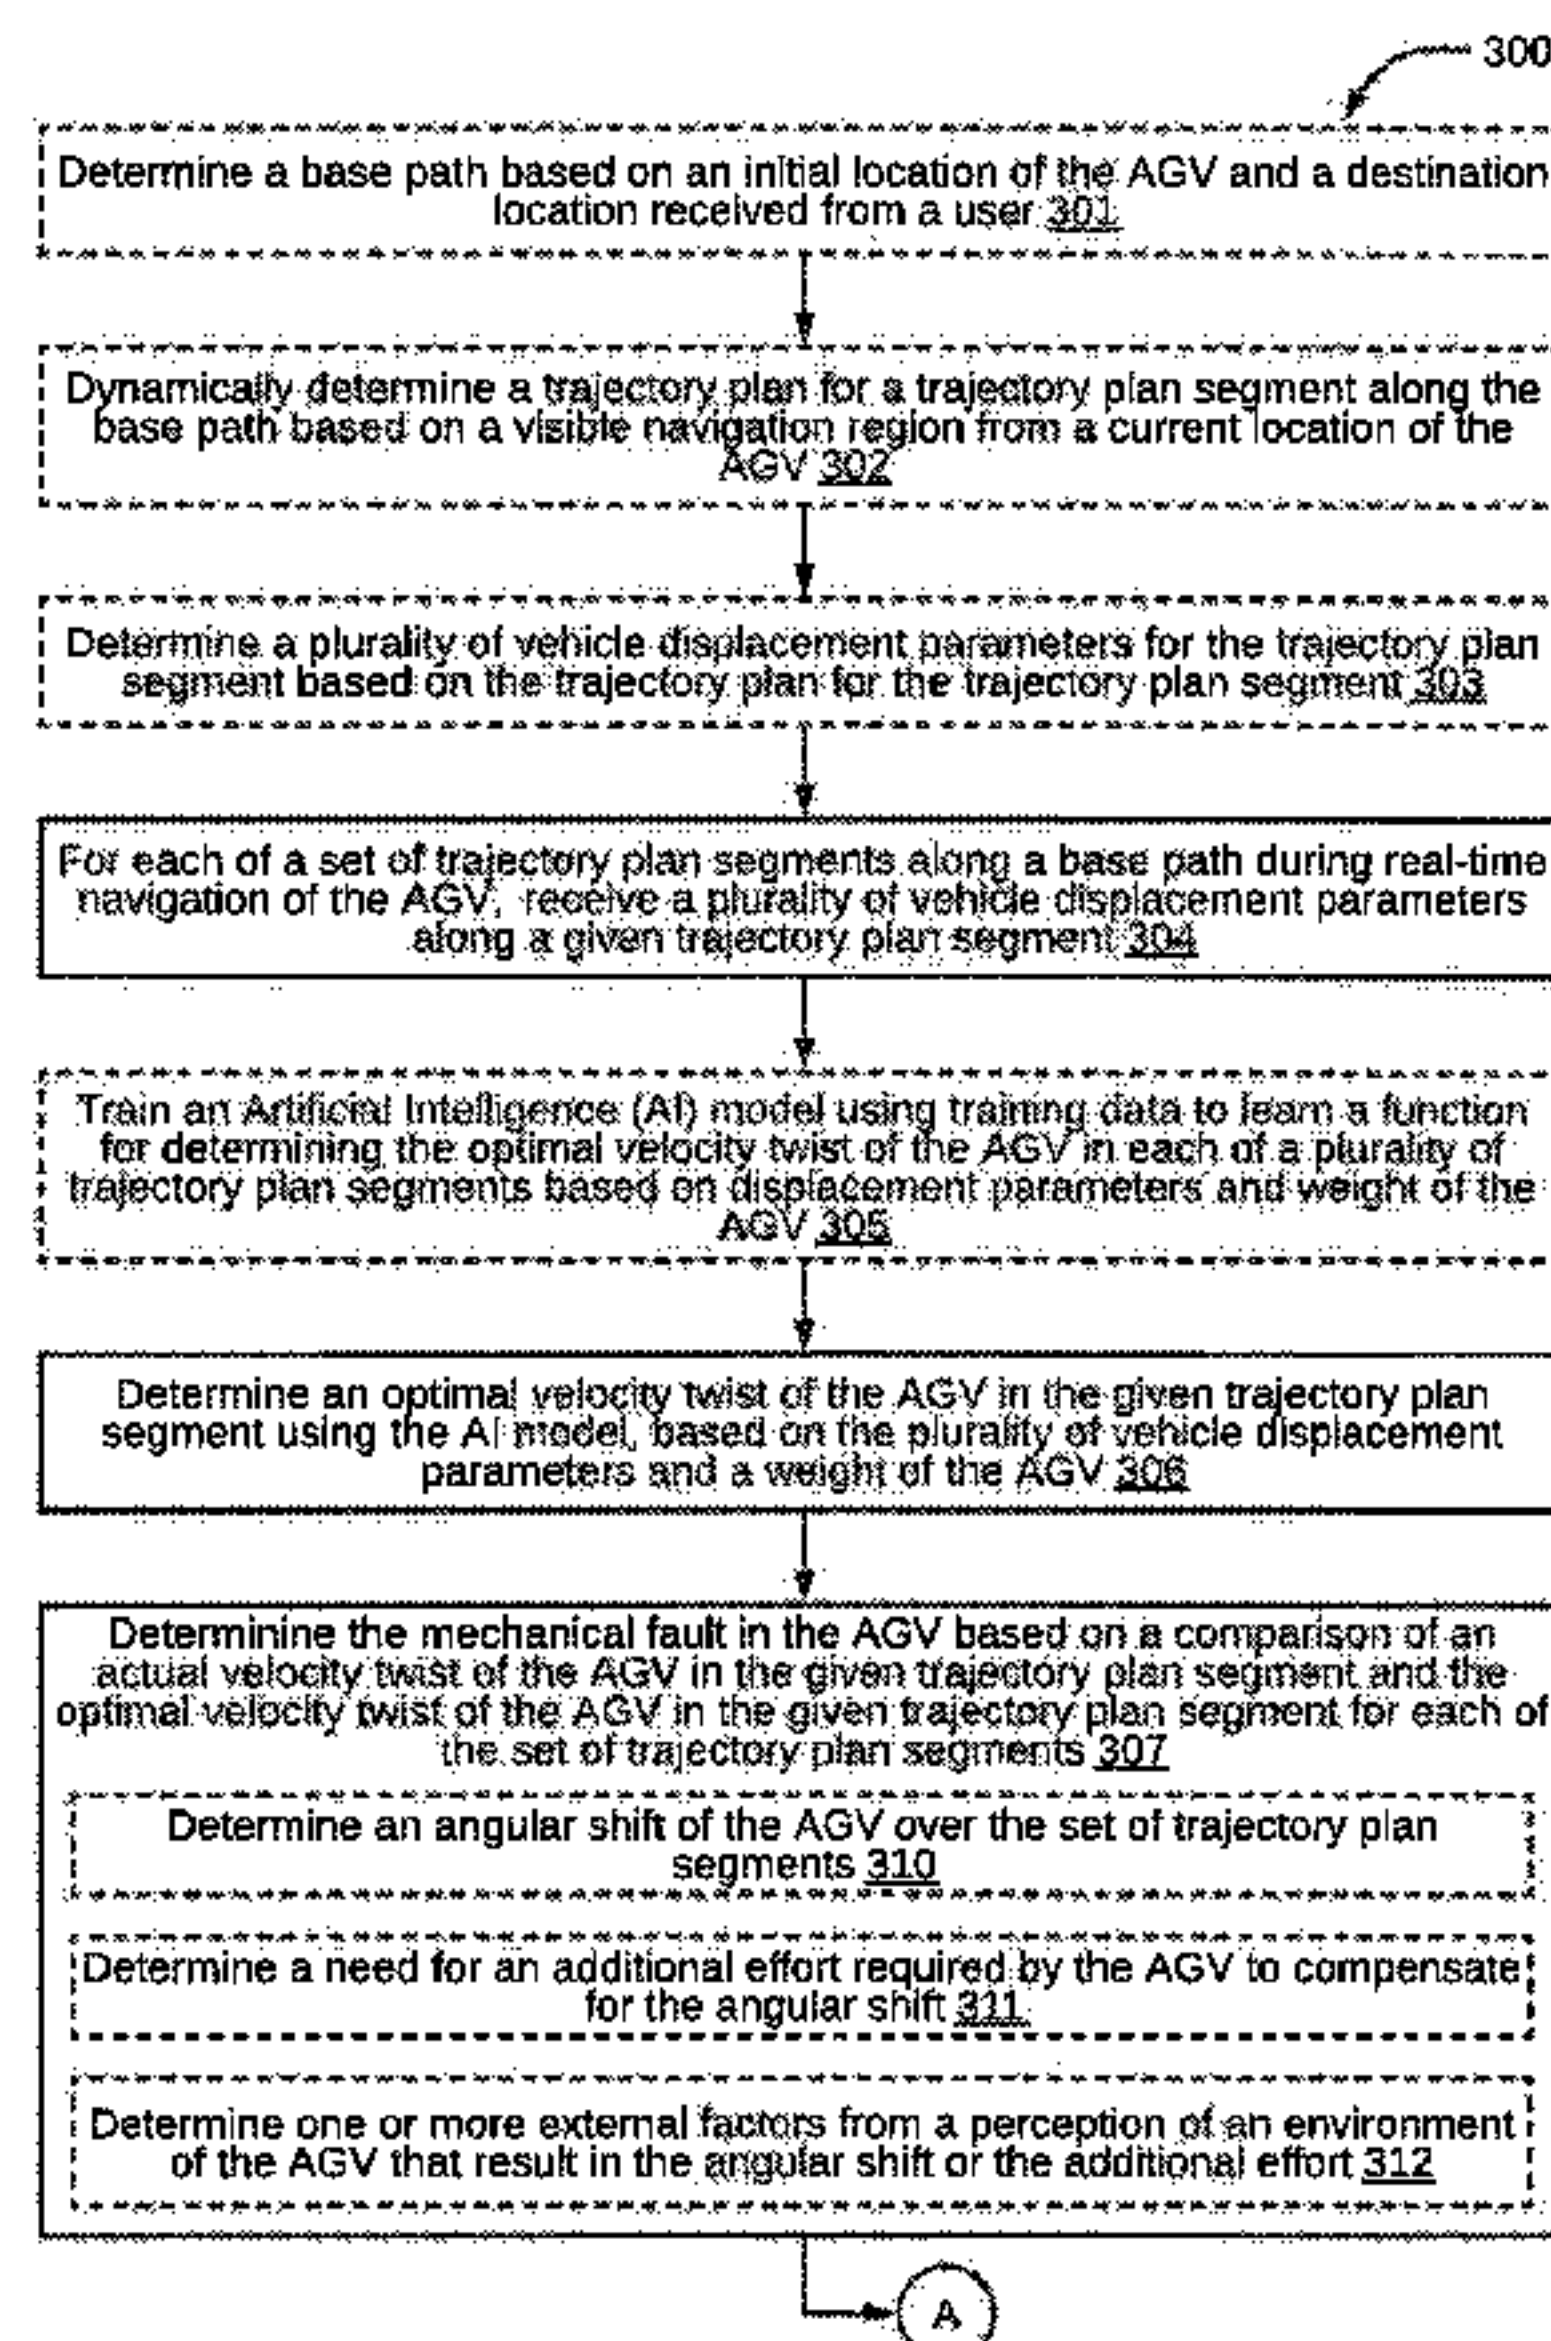 300
Determine a base path based on an initial location of the AGV and a destination
location received from a user 301
Dynamically determine a trajectory plan for a trajectory plan segment along the
base path based on a visible navigation region from a current location of the
AGV 302
Determine a plurality of vehicle displacement parameters for the trajectory plan
segment based on the trajectory plan for the trajectory plan segment 303
For each of a set of trajectory plan segments along a base path during real-time
navigation of the AGV, receive a plurality of vehicle displacement parameters
along a given trajectory plan segment 304
Train an Artificial Intelligence (AI) model using training data to learn a function
for determining the optimal velocity twist of the AGV in each of a plurality of
trajectory plan segments based on displacement parameters and weight of the
AGV 305
Determine an optimal velocity twist of the AGV in the given trajectory plan
segment using the AI model, based on the plurality of vehicle displacement
parameters and a weight of the AGV 306
Determinine the mechanical fault in the AGV based on a comparison of an
actual velocity twist of the AGV in the given trajectory plan segment and the
optimal velocity twist of the AGV in the given trajectory plan segment for each of
the set of trajectory plan segments 307
Determine an angular shift of the AGV over the set of trajectory plan
segments 310
Determine a need for an additional effort required by the AGV to compensate
for the angular shift 311
Determine one or more external factors from a perception of an environment
of the AGV that result in the angular shift or the additional effort 312
A